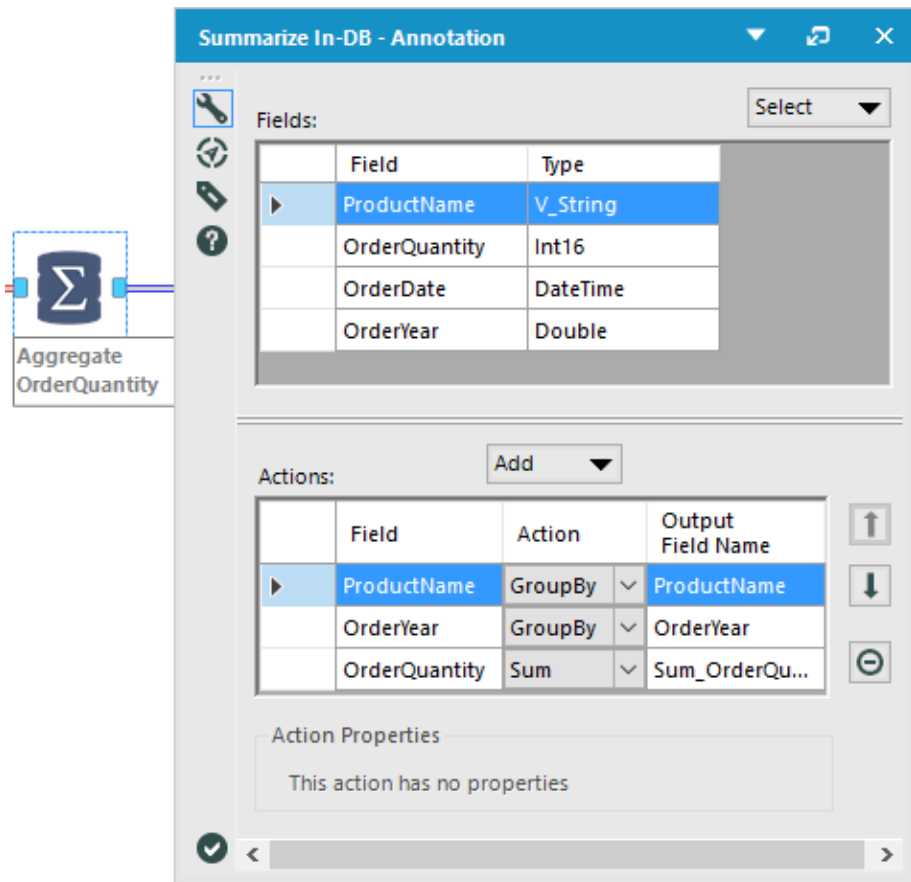 Summarize In-DB - Annotation
Select
Fields:
Field Type
ProductName V_String
OrderQuantity Int16
OrderDate DateTime
OrderYear Double
Aggregate
OrderQuantity
Add
Actions:
Field Action Output
Field Name
ProductName GroupBy ProductName
OrderYear GroupBy OrderYear
OrderQuantity Sum Sum_OrderQu...
Action Properties
This action has no properties